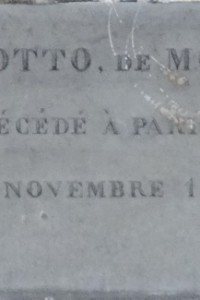 OTTO, DE M
ÉCÉDÉ À PARI
NOVEMBRE 1